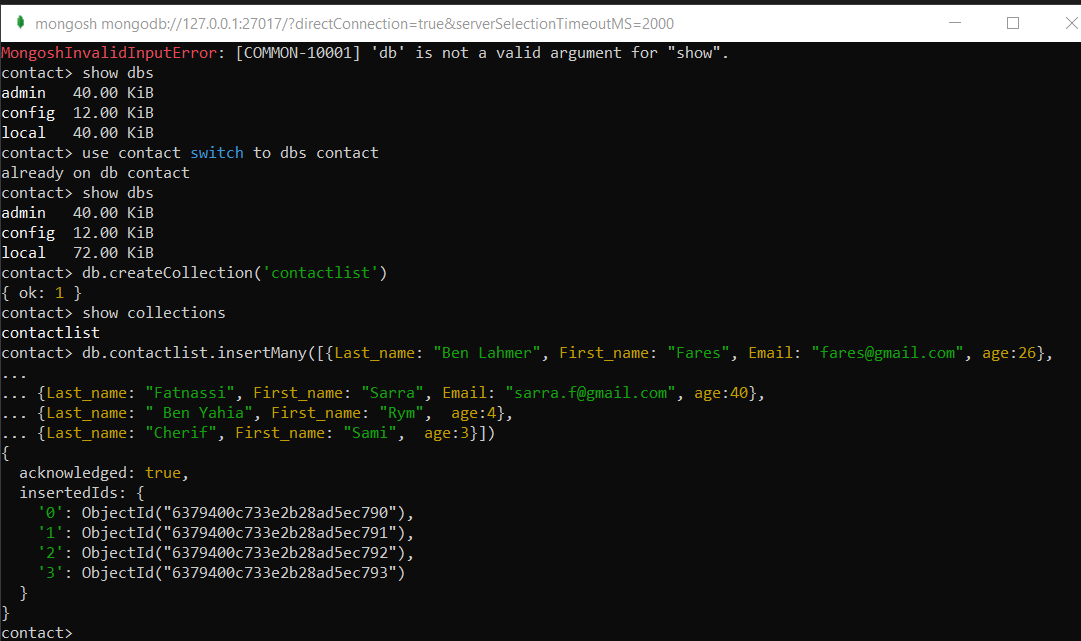 mongosh mongodb://127.0.0.1:27017/?directConnection=true&serverSelectionTimeoutMS=2000
MongoshInvalidInputError: [COMMON-10001] 'db' is not a valid argument for "show".
contact> show dbs
admin   40.00 KiB
config  12.00 KiB
local   40.00 KiB
contact> use contact switch to dbs contact
already on db contact
contact> show dbs
admin   40.00 KiB
config  12.00 KiB
local   72.00 KiB
contact> db.createCollection('contactlist')
{ ok: 1 }
contact> show collections
contactlist
contact> db.contactlist.insertMany([{Last_name: "Ben Lahmer", First_name: "Fares", Email: "fares@gmail.com", age:26},
...
... {Last_name: "Fatnassi", First_name: "Sarra", Email: "sarra.f@gmail.com", age:40},
... {Last_name: " Ben Yahia", First_name: "Rym",  age:4},
... {Last_name: "Cherif", First_name: "Sami",  age:3}])
{
  acknowledged: true,
  insertedIds: {
    '0': ObjectId("6379400c733e2b28ad5ec790"),
    '1': ObjectId("6379400c733e2b28ad5ec791"),
    '2': ObjectId("6379400c733e2b28ad5ec792"),
    '3': ObjectId("6379400c733e2b28ad5ec793")
  }
}
contact>